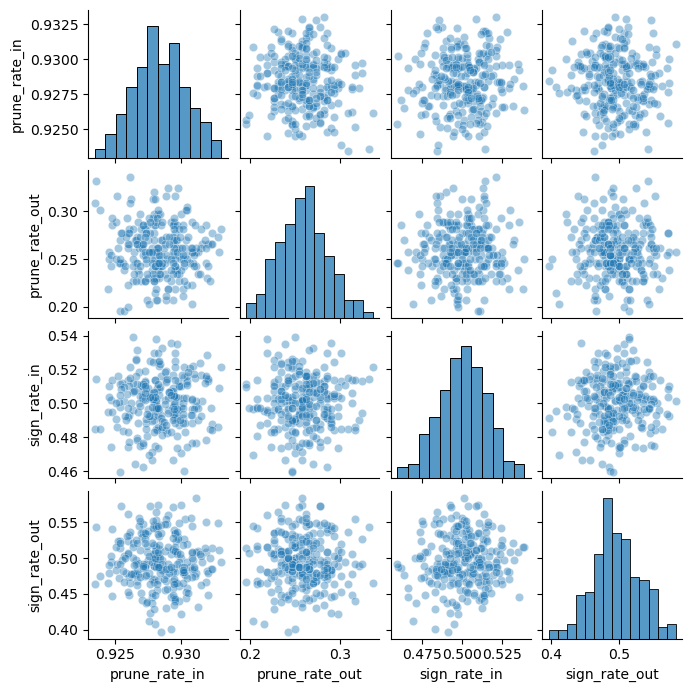 prune_rate_in
0.9325
0.9300
0.9275
0.9250
prune_rate_out
0.30
0.25
0.20
sign_rate_in
0.54
0.52
0.50
0.48
0.46
sign_rate_out
0.55
0.50
0.45
0.40
0.925 0.930 0.2 0.3 0.475 0.500 0.525 0.4 0.5
prune_rate_in prune_rate_out sign_rate_in sign_rate_out